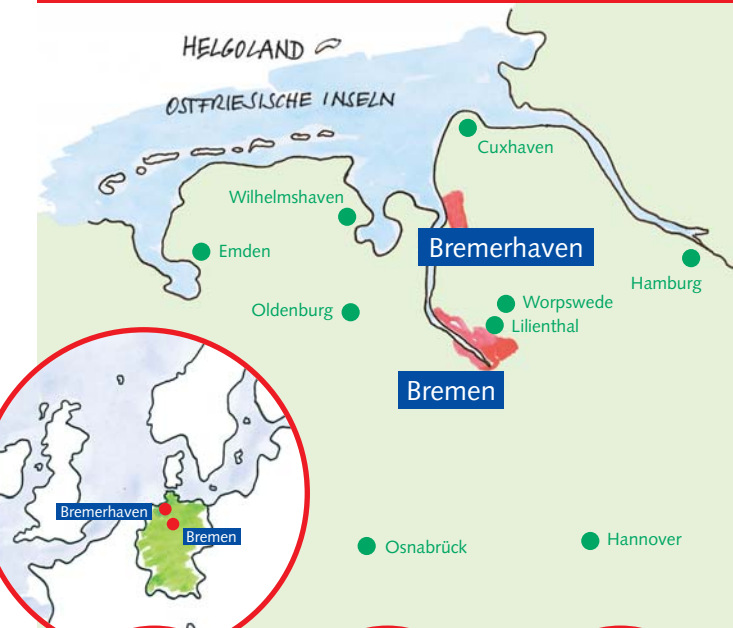 HELGOLAND
OSTFRIESISCHE INSELN
Cuxhaven
Wilhelmshaven
Bremerhaven
Emden
Hamburg
Worpswede
Oldenburg
Lilienthal
Bremen
Bremerhaven
Bremen
Osnabrück
Hannover